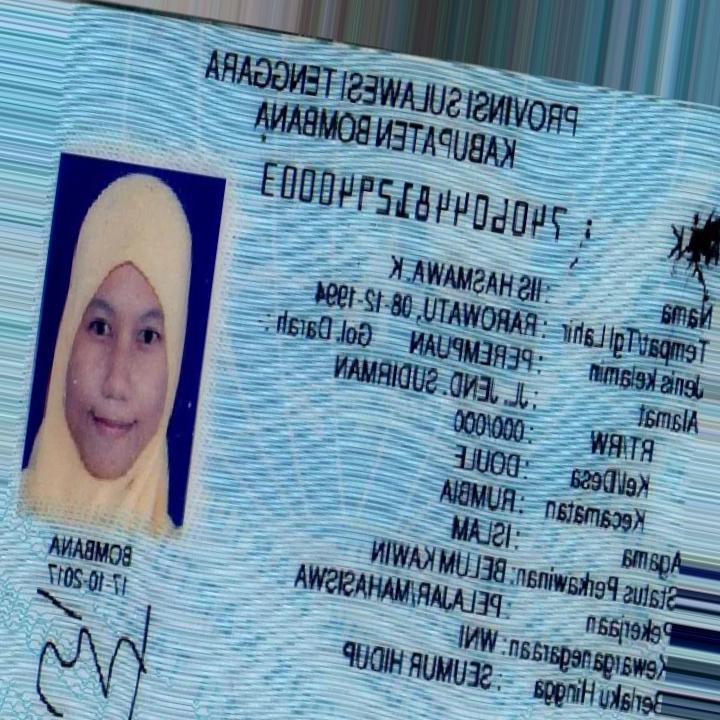 PROVINSI SULAWESI TENGGARA
KABUPATEN BOMBANA
NIK : 7406044812940003
Nama : IIS HASMAWA. K
Tempat/Tgl Lahir : RAROWATU, 08-12-1994
Jenis kelamin : PEREMPUAN Gol. Darah : -
Alamat : JL. JEND. SUDIRMAN
RT/RW : 000/000
Kel/Desa : DOULE
Kecamatan : RUMBIA
Agama : ISLAM
Status Perkawinan: BELUM KAWIN
Pekerjaan : PELAJAR/MAHASISWA
Kewarganegaraan: WNI
Berlaku Hingga : SEUMUR HIDUP
BOMBANA
17-10-2017